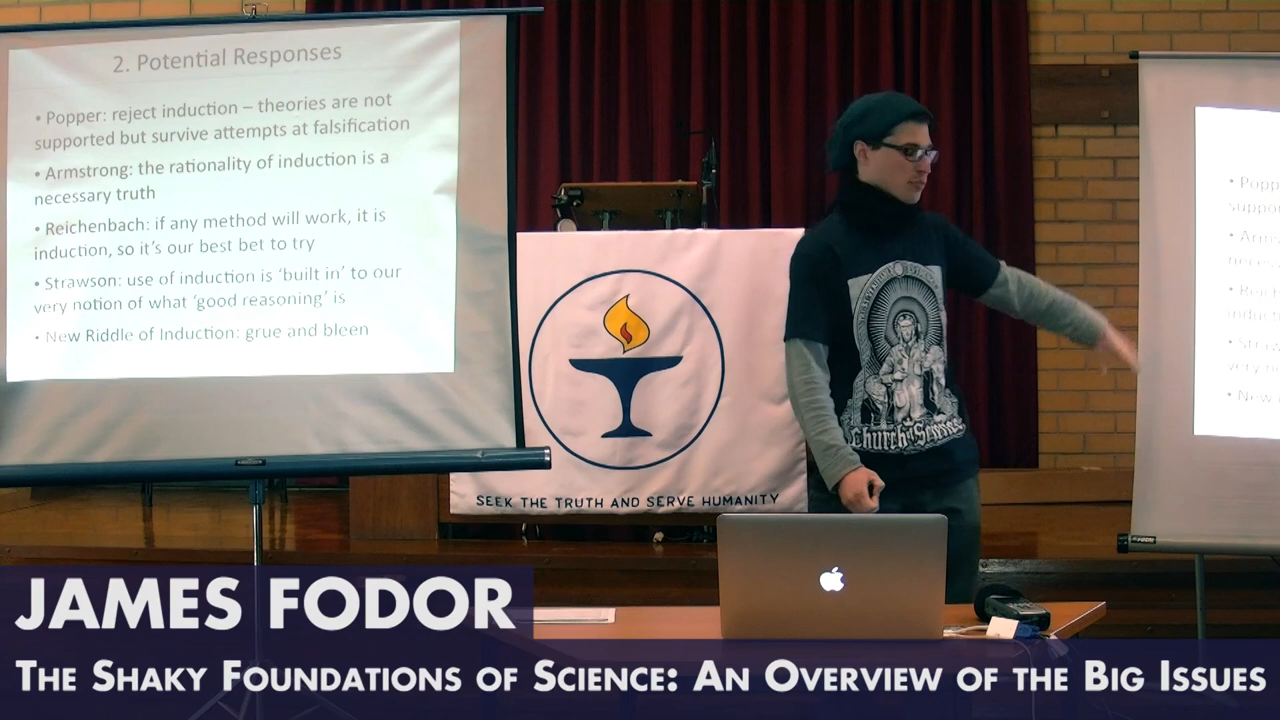 2. Potential Responses
• Popper: reject induction – theories are not
supported but survive attempts at falsification
• Armstrong: the rationality of induction is a
necessary truth
• Reichenbach: if any method will work, it is
induction, so it's our best bet to try
• Strawson: use of induction is 'built in' to our
very notion of what 'good reasoning' is
• New Riddle of Induction: grue and bleen
SEEK THE TRUTH AND SERVE HUMANITY
Church of Science
JAMES FODOR
THE SHAKY FOUNDATIONS OF SCIENCE: AN OVERVIEW OF THE BIG ISSUES